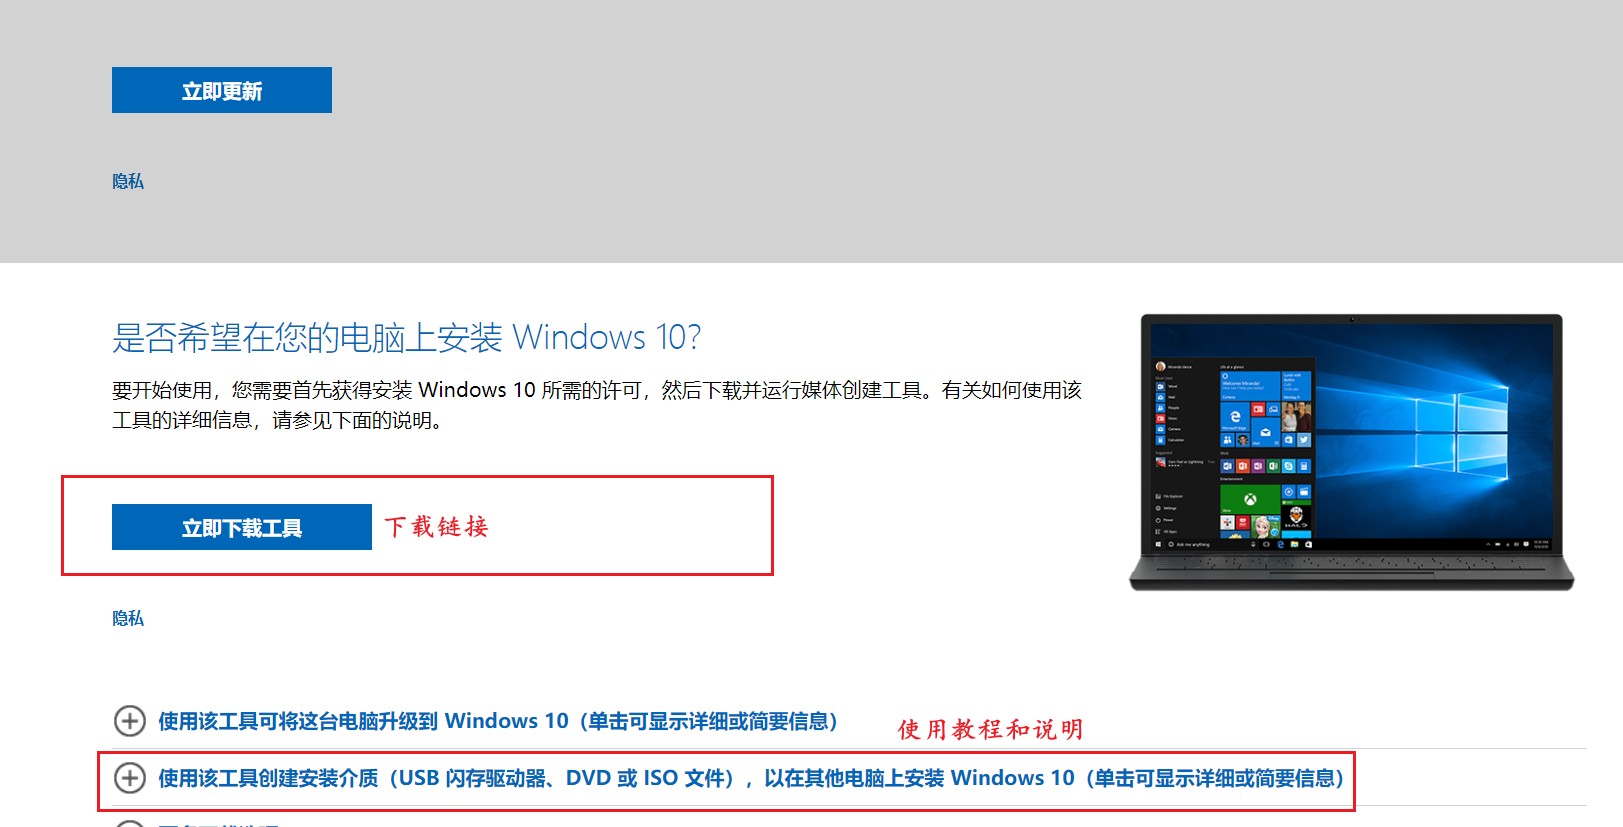 立即更新
隐私
是否希望在您的电脑上安装 Windows 10?
要开始使用，您需要首先获得安装 Windows 10 所需的许可，然后下载并运行媒体创建工具。有关如何使用该
工具的详细信息，请参见下面的说明。
立即下载工具 下载链接
隐私
使用该工具可将这台电脑升级到 Windows 10（单击可显示详细或简要信息）
使用教程和说明
使用该工具创建安装介质（USB 闪存驱动器、DVD 或 ISO 文件），以在其他电脑上安装 Windows 10（单击可显示详细或简要信息）